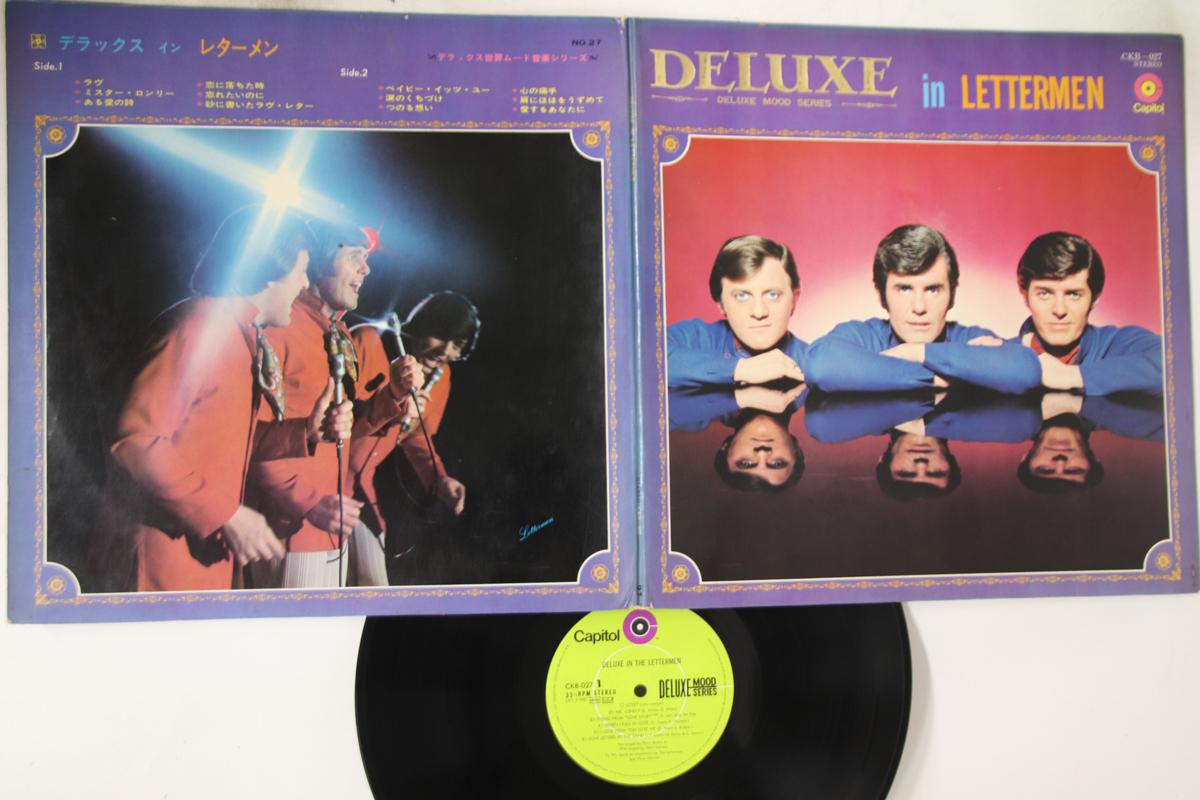 デラックス イン レターメン
NO.27
デラックス世界ムード音楽シリーズ
Side.1
ラヴ
ミスター・ロンリー
ある愛の詩
恋に落ちた時
忘れたいのに
砂に書いたラヴ・レター
Side.2
ベイビー・イッツ・ユー
涙のくちづけ
つのる想い
心の痛手
肩にほほをうずめて
愛するあなたに
Lettermen
DELUXE
DELUXE MOOD SERIES
in LETTERMEN
CKB-027
STEREO
Capitol
Capitol
DELUXE IN THE LETTERMEN
CKB-027 1
33⅓ RPM STEREO
DELUXE MOOD SERIES